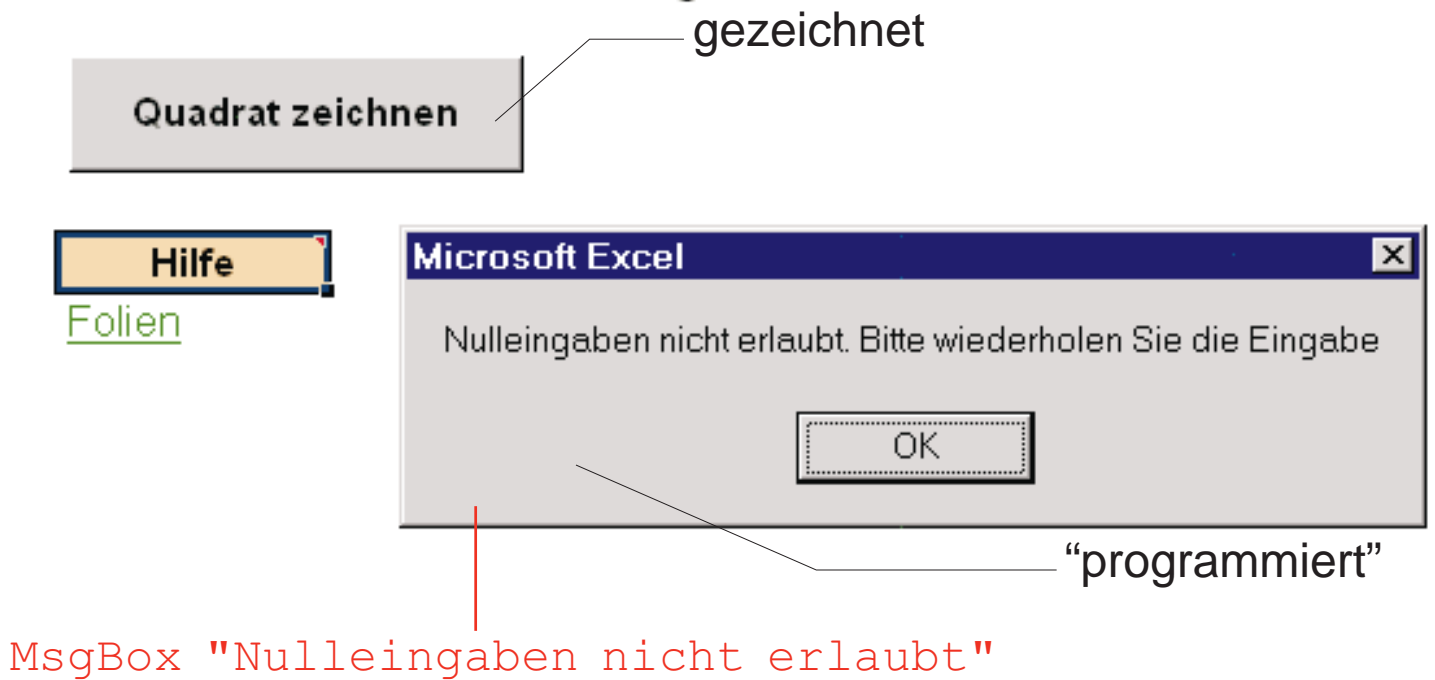 gezeichnet
Quadrat zeichnen
Hilfe
Folien
Microsoft Excel
Nulleingaben nicht erlaubt. Bitte wiederholen Sie die Eingabe
OK
“programmiert”
MsgBox "Nulleingaben nicht erlaubt"